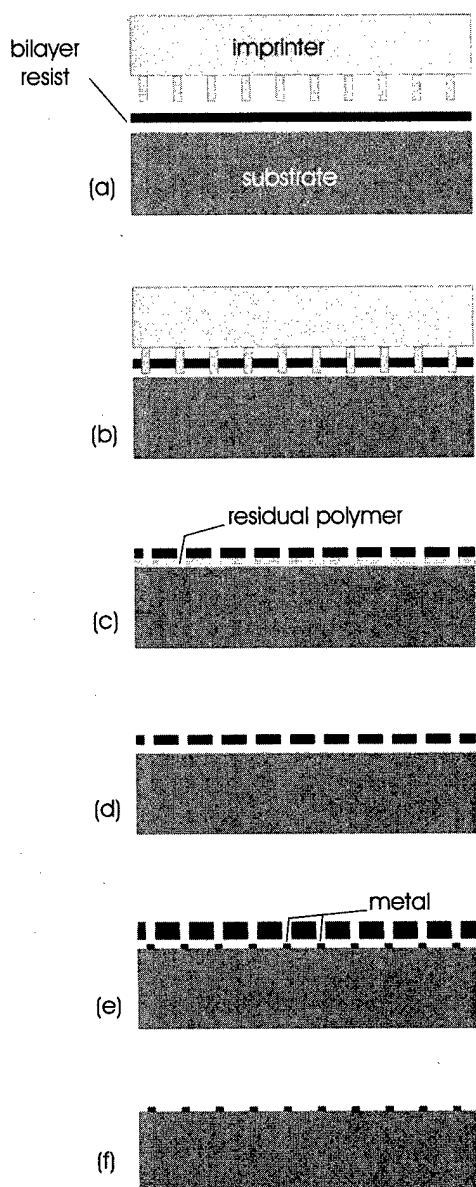 bilayer
resist
imprinter
substrate
(a)
(b)
residual polymer
(c)
(d)
metal
(e)
(f)